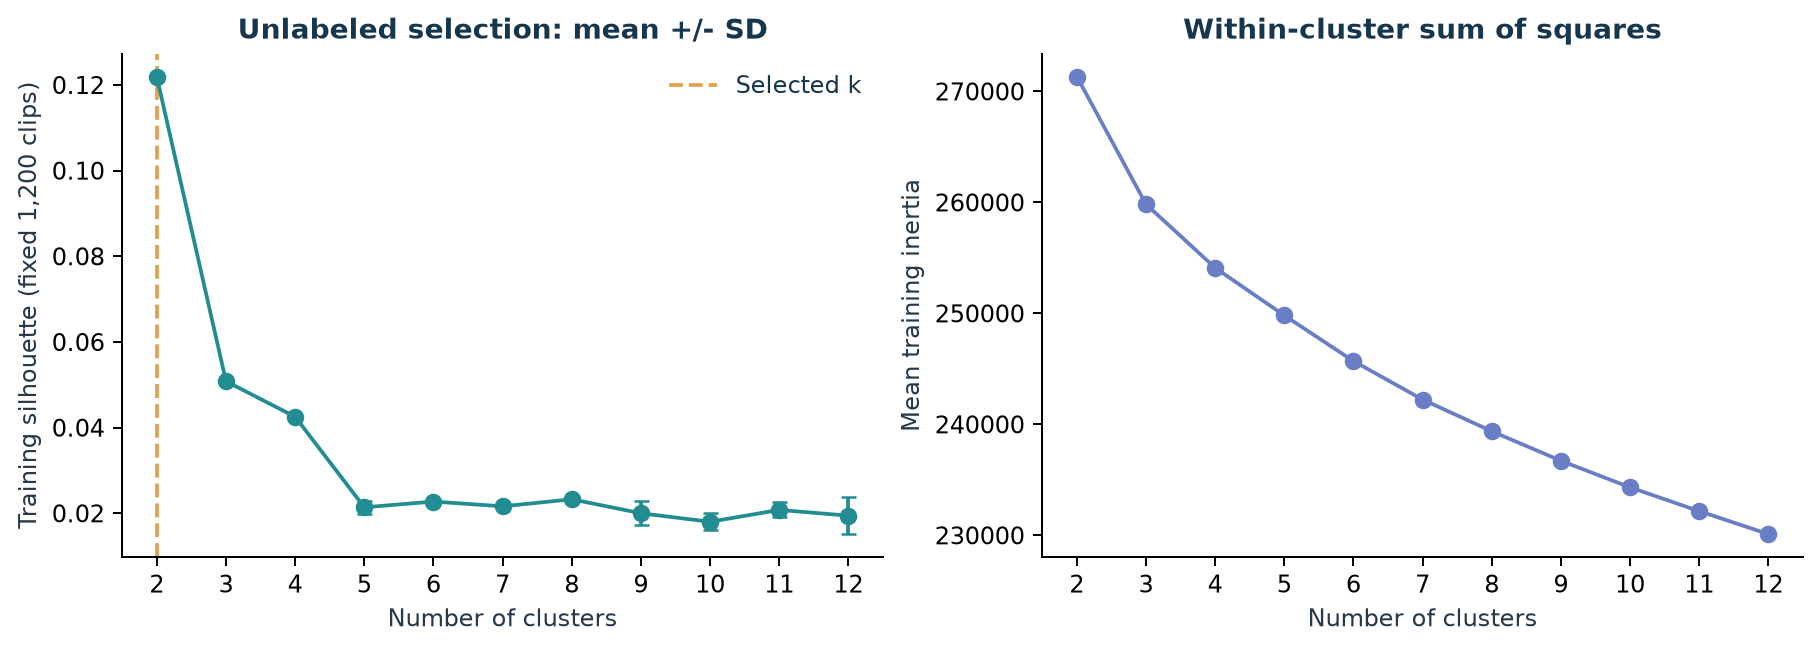 Unlabeled selection: mean +/- SD
Training silhouette (fixed 1,200 clips)
0.12
0.10
0.08
0.06
0.04
0.02
Selected k
2 3 4 5 6 7 8 9 10 11 12
Number of clusters
Within-cluster sum of squares
Mean training inertia
270000
260000
250000
240000
230000
2 3 4 5 6 7 8 9 10 11 12
Number of clusters